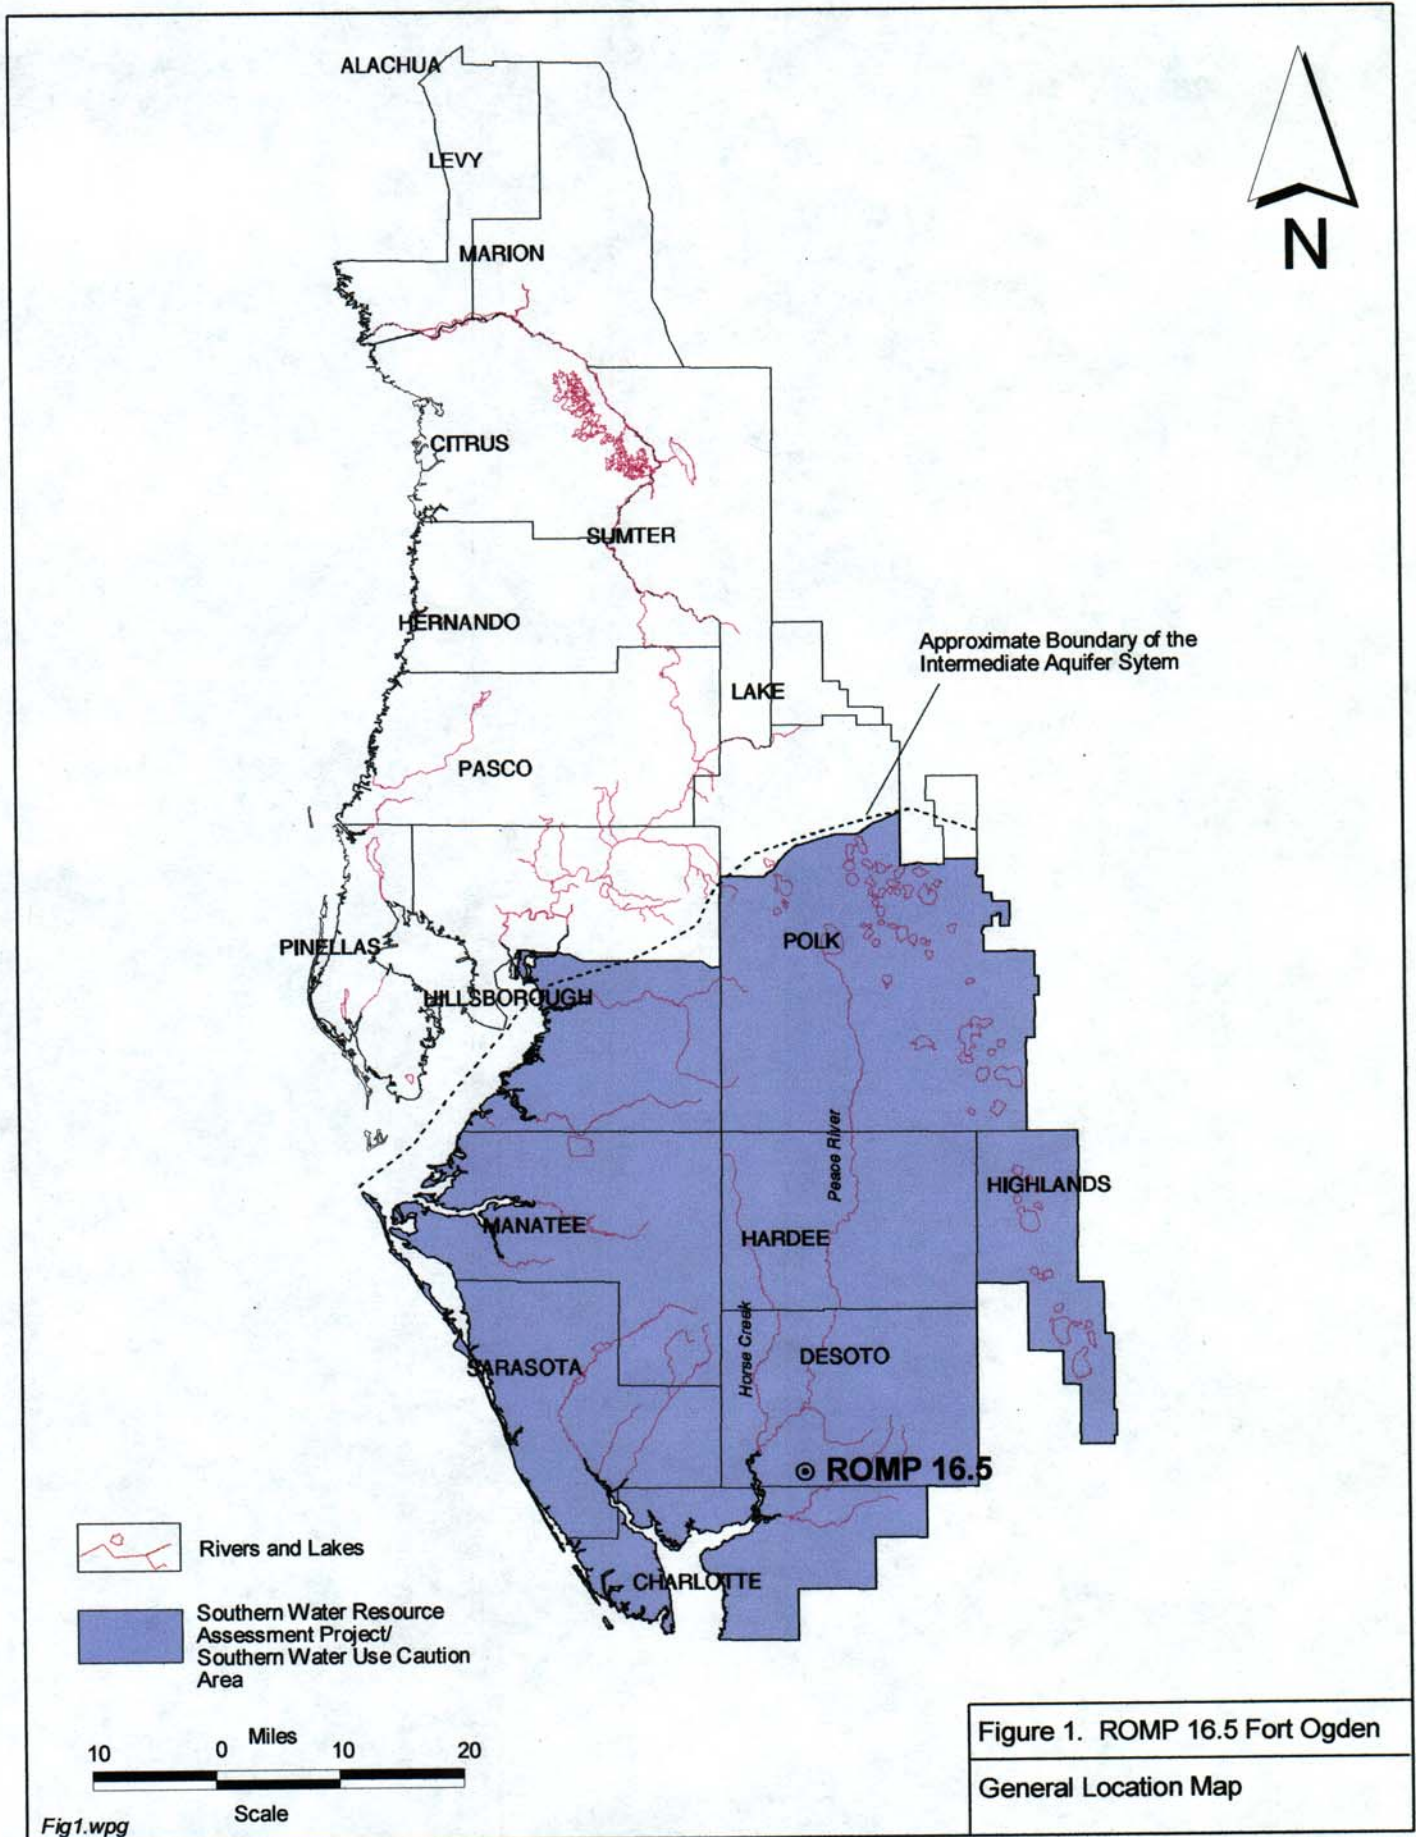 ALACHUA
LEVY
MARION
N
CITRUS
SUMTER
HERNANDO
Approximate Boundary of the
Intermediate Aquifer Sytem
LAKE
PASCO
POLK
PINELLAS
HILLSBOROUGH
Peace River
HIGHLANDS
MANATEE
HARDEE
Horse Creek
DESOTO
SARASOTA
ROMP 16.5
CHARLOTTE
Rivers and Lakes
Southern Water Resource
Assessment Project/
Southern Water Use Caution
Area
Miles
10 0 10 20
Scale
Fig1.wpg
Figure 1. ROMP 16.5 Fort Ogden
General Location Map